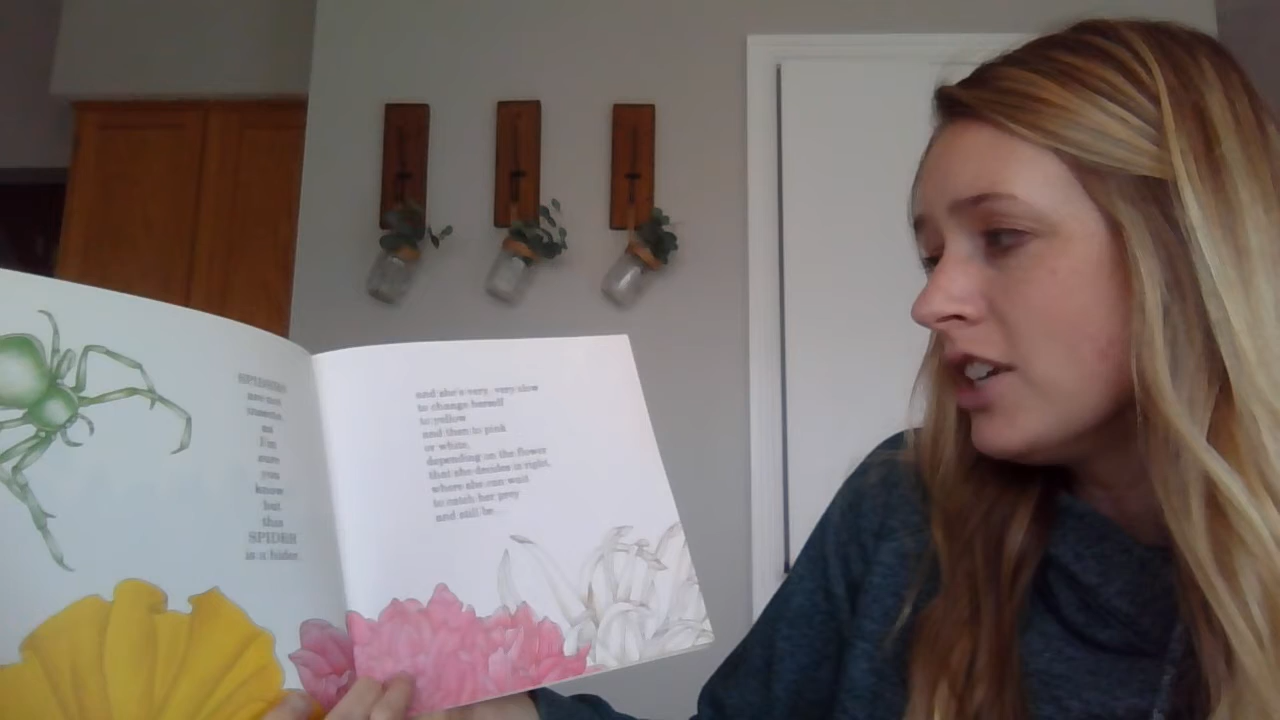 SPIDERS
are not
insects,
as
I'm
sure
you
know
but
this
SPIDER
is a hider
and she's very, very slow
to change herself
to yellow
and then to pink
or white,
depending on the flower
that she decides is right,
where she can wait
to catch her prey
and still be . . .